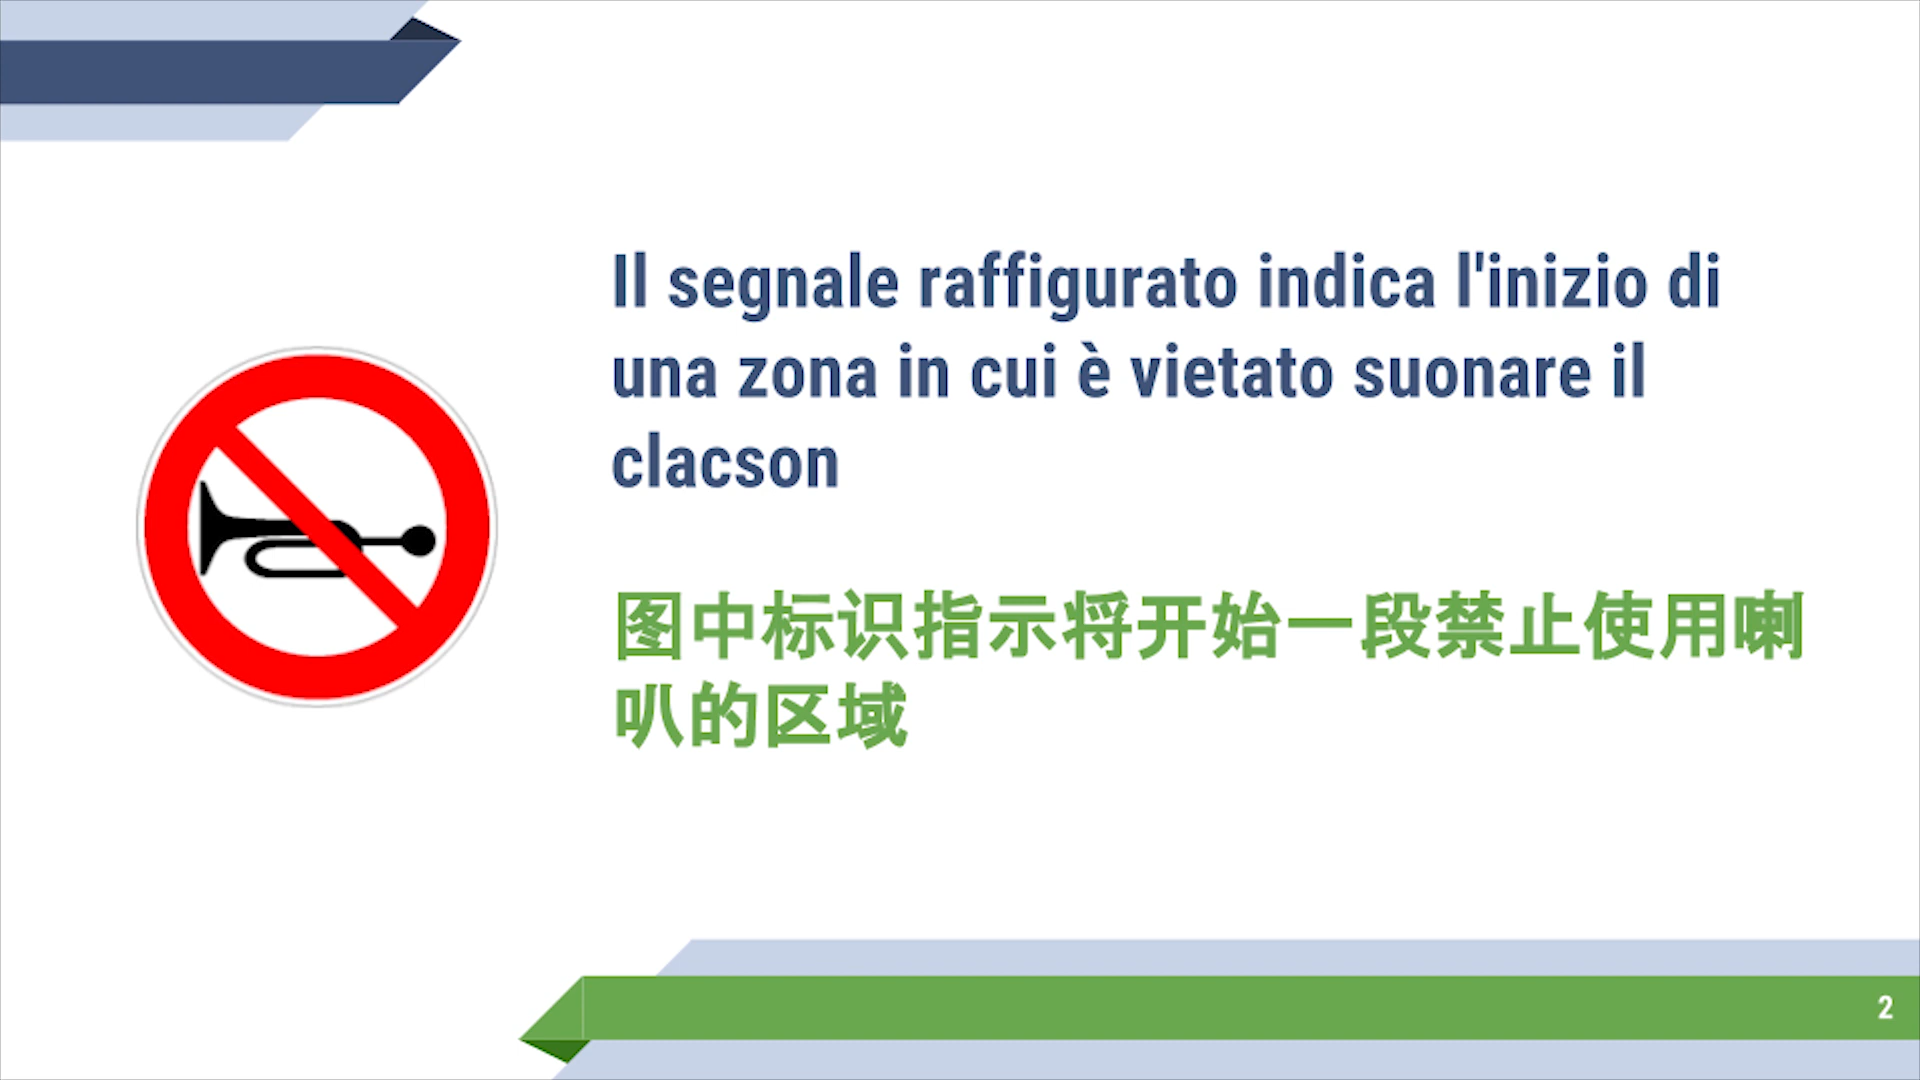 Il segnale raffigurato indica l'inizio di
una zona in cui è vietato suonare il
clacson
图中标识指示将开始一段禁止使用喇
叭的区域
2